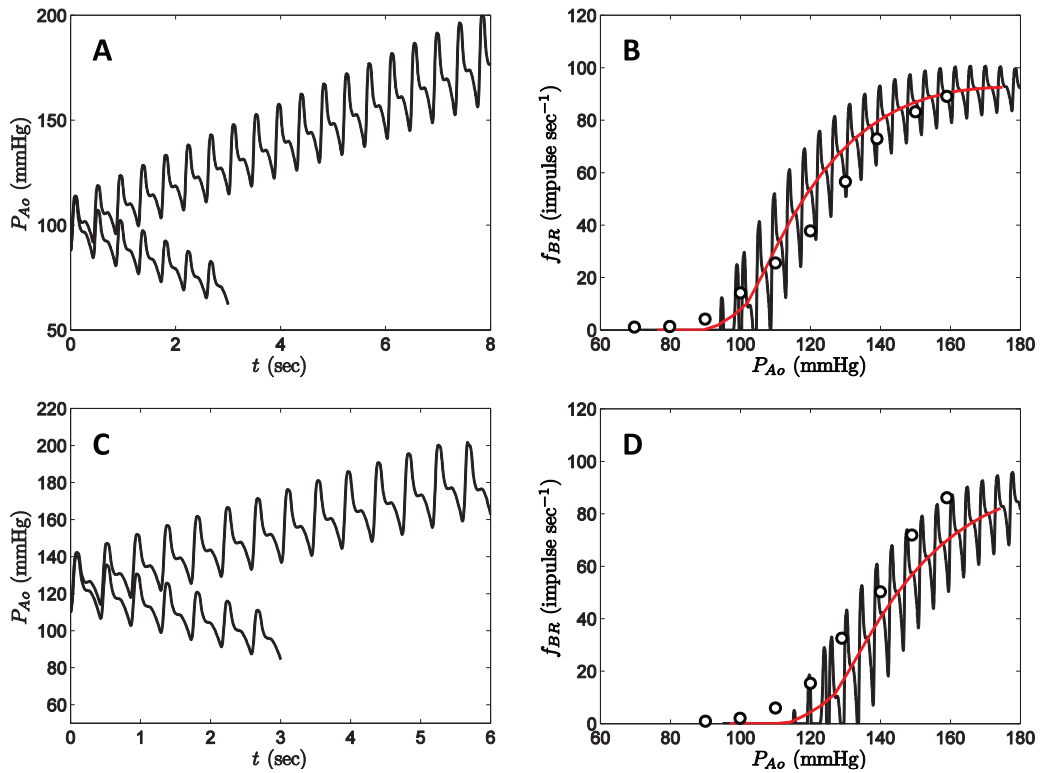 A
200
150
100
50
P_Ao (mmHg)
0 2 4 6 8
t (sec)
B
120
100
80
60
40
20
0
f_BR (impulse sec⁻¹)
60 80 100 120 140 160 180
P_Ao (mmHg)
C
220
200
180
160
140
120
100
80
60
P_Ao (mmHg)
0 1 2 3 4 5 6
t (sec)
D
120
100
80
60
40
20
0
f_BR (impulse sec⁻¹)
60 80 100 120 140 160 180
P_Ao (mmHg)